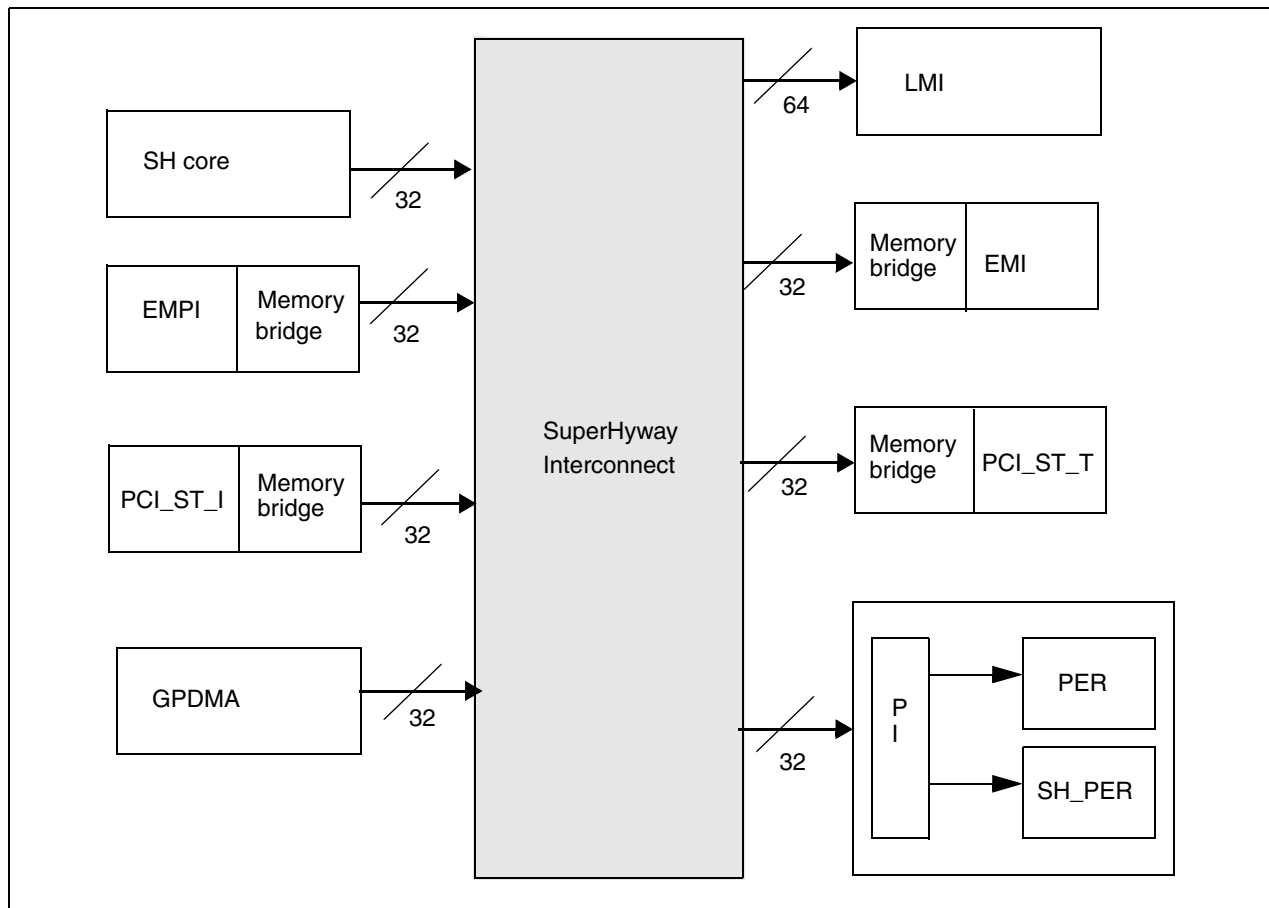 SH core
32
EMPI
Memory
bridge
32
PCI_ST_I
Memory
bridge
32
GPDMA
32
SuperHyway
Interconnect
64
LMI
32
Memory
bridge
EMI
32
Memory
bridge
PCI_ST_T
32
P
I
PER
SH_PER